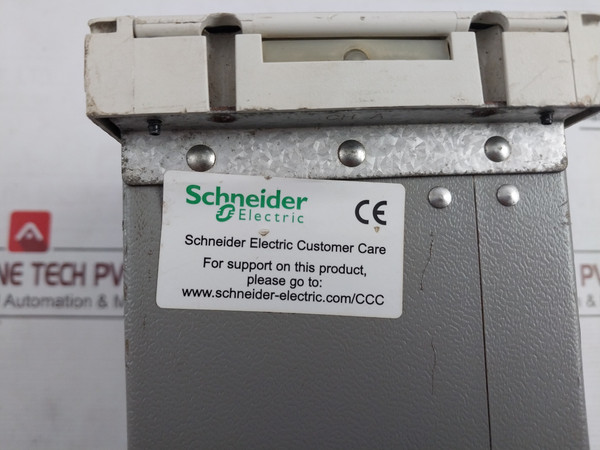 Schneider
Electric
CE
Schneider Electric Customer Care
For support on this product,
please go to:
www.schneider-electric.com/CCC
NE TECH PV
Automation &